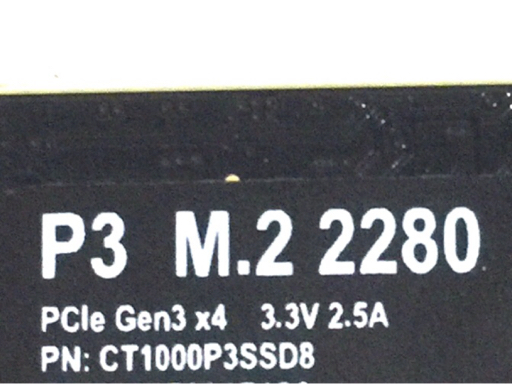 P3 M.2 2280
PCIe Gen3 x4 3.3V 2.5A
PN: CT1000P3SSD8